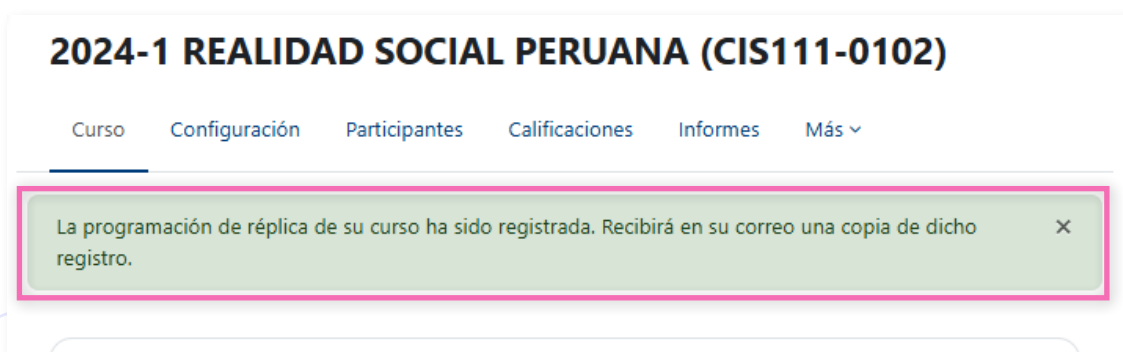 2024-1 REALIDAD SOCIAL PERUANA (CIS111-0102)
Curso Configuración Participantes Calificaciones Informes Más
La programación de réplica de su curso ha sido registrada. Recibirá en su correo una copia de dicho
registro.